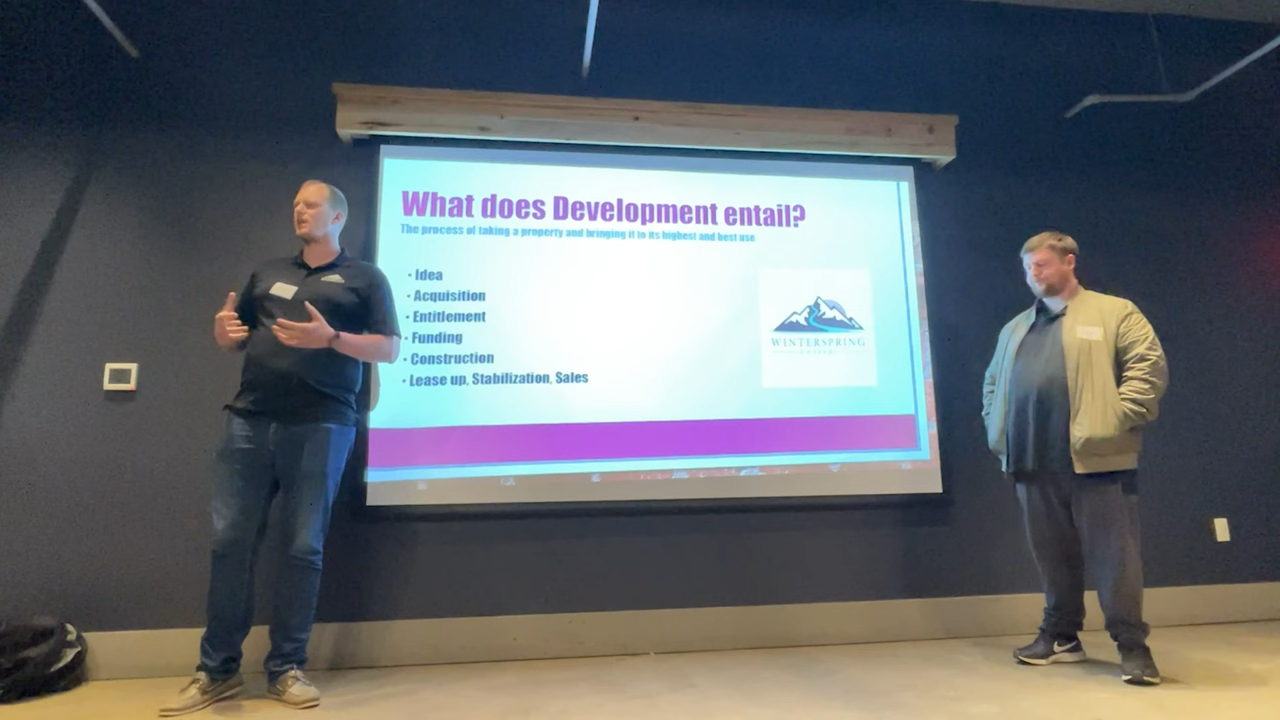 What does Development entail?
The process of taking a property and bringing it to its highest and best use
• Idea
• Acquisition
• Entitlement
• Funding
• Construction
• Lease up, Stabilization, Sales
WINTERSPRING